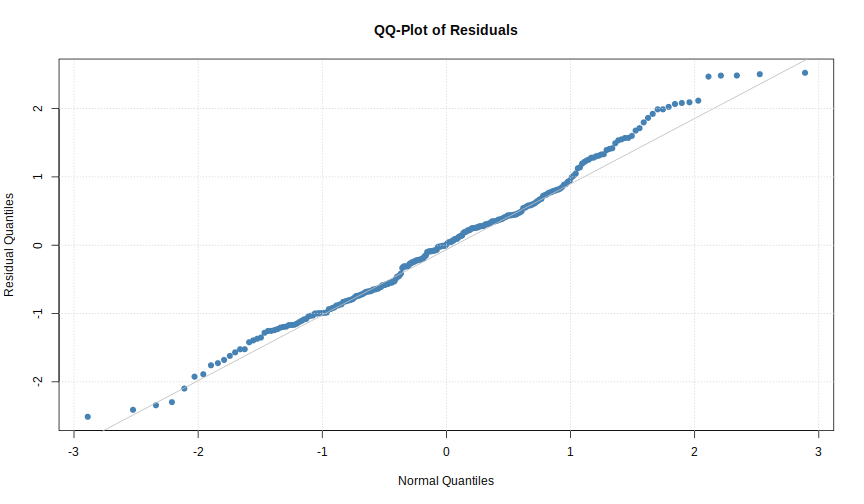 QQ-Plot of Residuals
Residual Quantiles
2
1
0
-1
-2
-3 -2 -1 0 1 2 3
Normal Quantiles